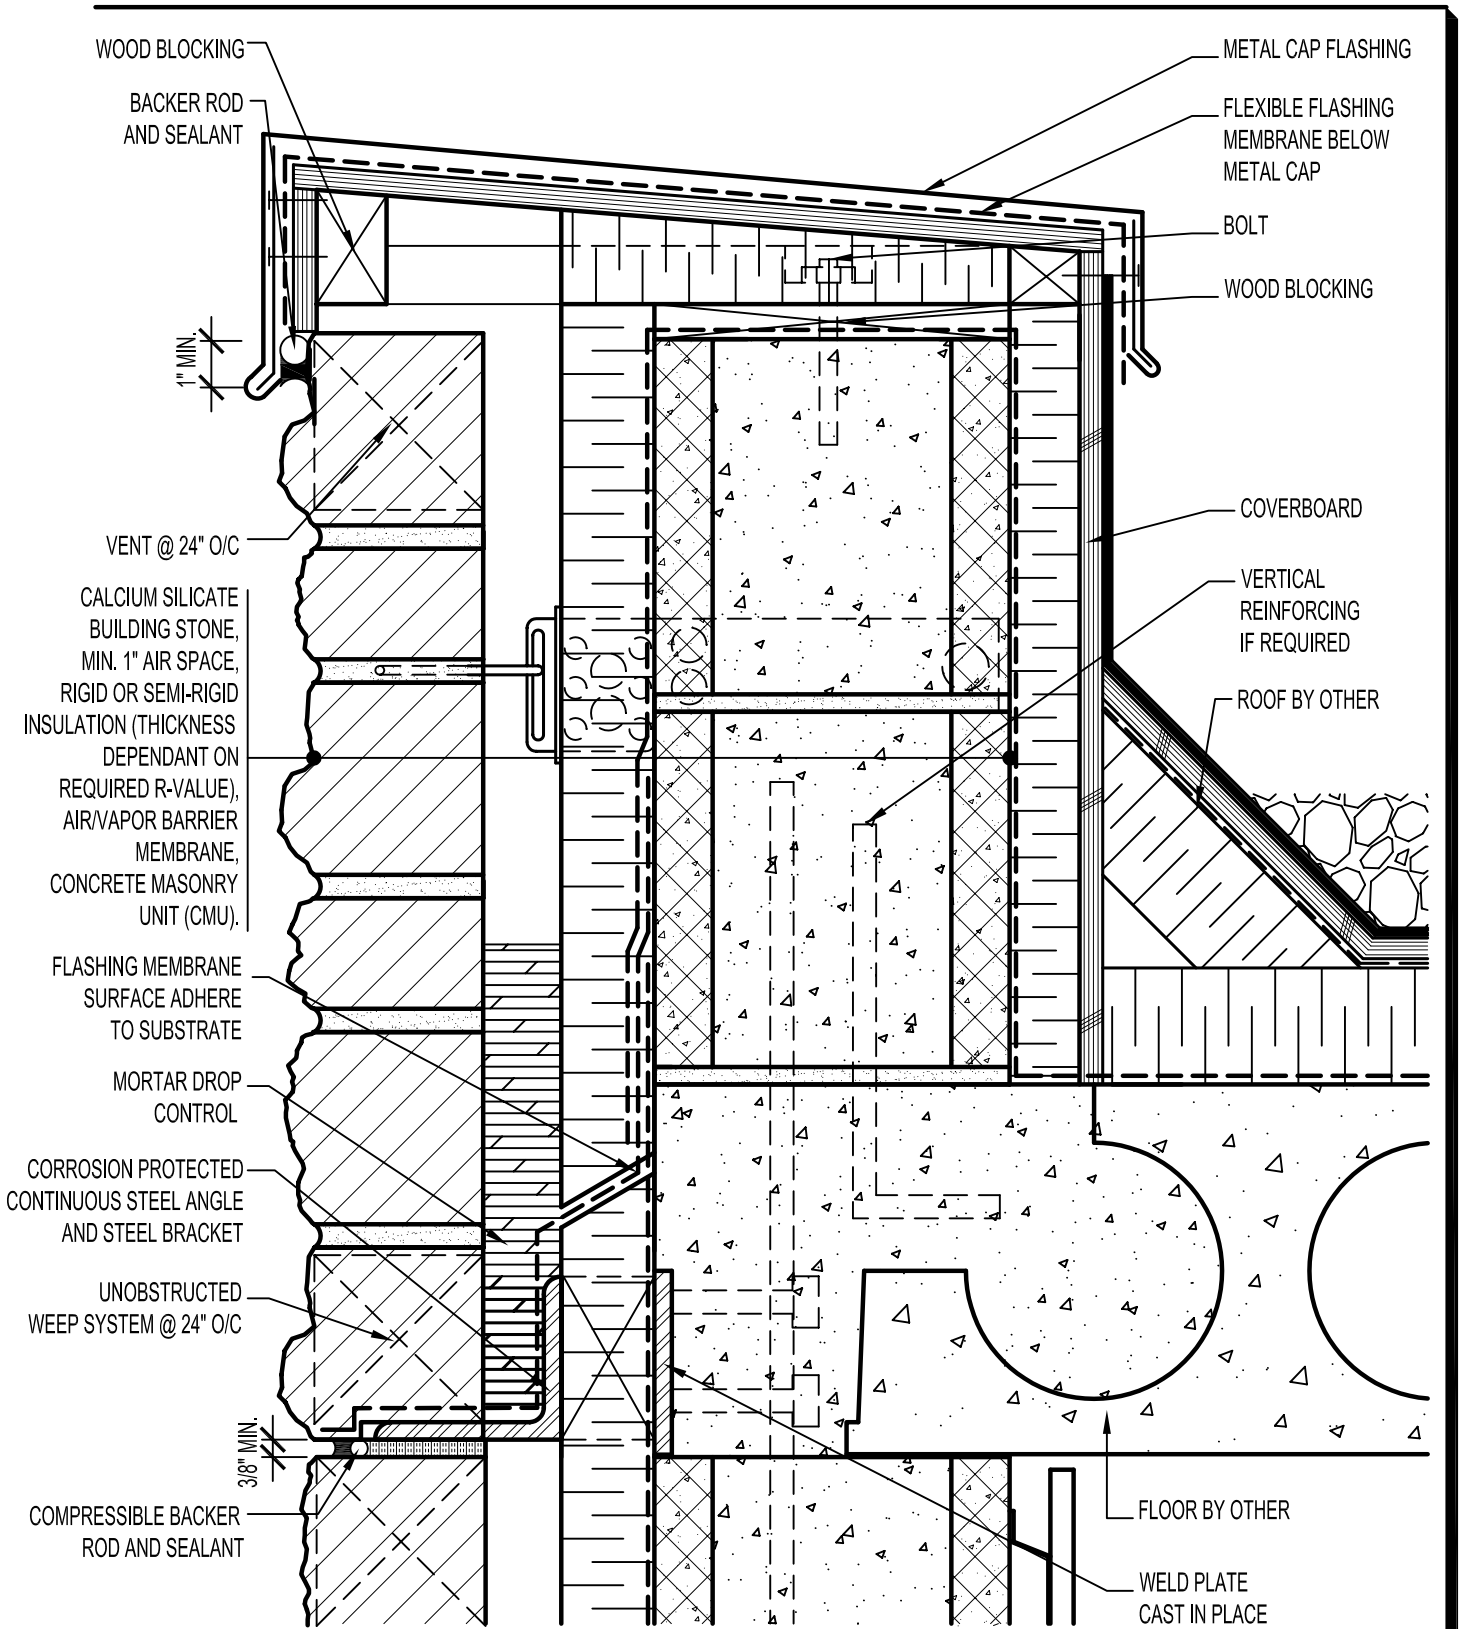 WOOD BLOCKING
BACKER ROD
AND SEALANT
1" MIN.
VENT @ 24" O/C
CALCIUM SILICATE
BUILDING STONE,
MIN. 1" AIR SPACE,
RIGID OR SEMI-RIGID
INSULATION (THICKNESS
DEPENDANT ON
REQUIRED R-VALUE),
AIR/VAPOR BARRIER
MEMBRANE,
CONCRETE MASONRY
UNIT (CMU).
FLASHING MEMBRANE
SURFACE ADHERE
TO SUBSTRATE
MORTAR DROP
CONTROL
CORROSION PROTECTED
CONTINUOUS STEEL ANGLE
AND STEEL BRACKET
UNOBSTRUCTED
WEEP SYSTEM @ 24" O/C
3/8" MIN.
COMPRESSIBLE BACKER
ROD AND SEALANT
METAL CAP FLASHING
FLEXIBLE FLASHING
MEMBRANE BELOW
METAL CAP
BOLT
WOOD BLOCKING
COVERBOARD
VERTICAL
REINFORCING
IF REQUIRED
ROOF BY OTHER
FLOOR BY OTHER
WELD PLATE
CAST IN PLACE